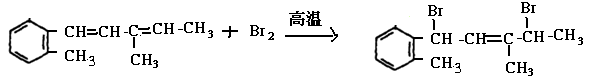 Br Br
高温
CH=CH-C=CH-CH₃ + Br₂ → CH-CH=C-CH-CH₃
CH₃ CH₃ CH₃ CH₃